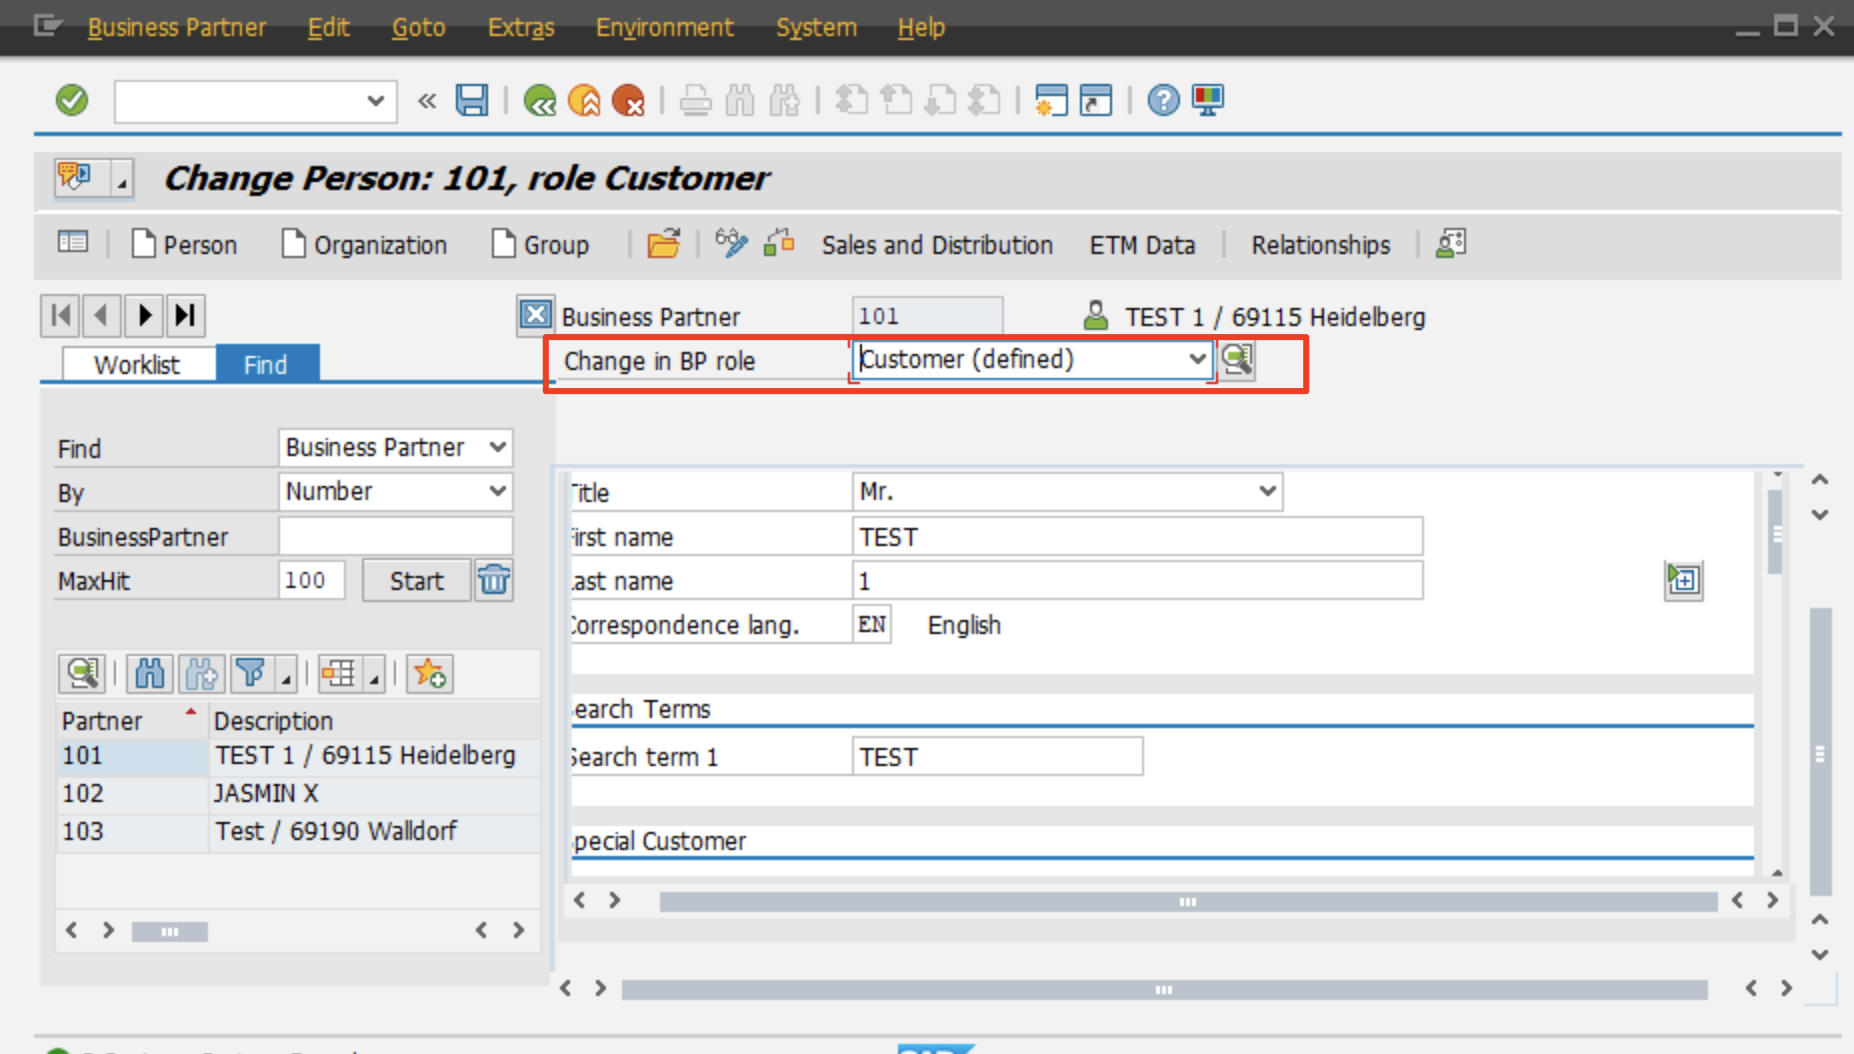 Business Partner Edit Goto Extras Environment System Help
Change Person: 101, role Customer
Person Organization Group Sales and Distribution ETM Data Relationships
Business Partner 101 TEST 1 / 69115 Heidelberg
Change in BP role Customer (defined)
Worklist Find
Find Business Partner
By Number
BusinessPartner
MaxHit 100 Start
Partner Description
101 TEST 1 / 69115 Heidelberg
102 JASMIN X
103 Test / 69190 Walldorf
Title Mr.
First name TEST
Last name 1
Correspondence lang. EN English
Search Terms
Search term 1 TEST
Special Customer